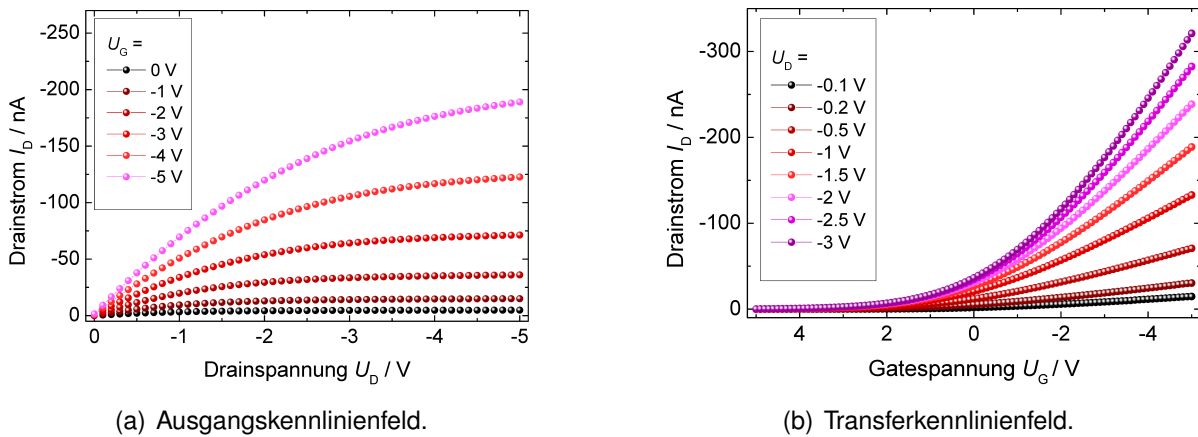 -250
-200
-150
-100
-50
0
Drainstrom I_D / nA
U_G =
0 V
-1 V
-2 V
-3 V
-4 V
-5 V
0 -1 -2 -3 -4 -5
Drainspannung U_D / V
(a) Ausgangskennlinienfeld.
-300
-200
-100
0
Drainstrom I_D / nA
U_D =
-0.1 V
-0.2 V
-0.5 V
-1 V
-1.5 V
-2 V
-2.5 V
-3 V
4 2 0 -2 -4
Gatespannung U_G / V
(b) Transferkennlinienfeld.